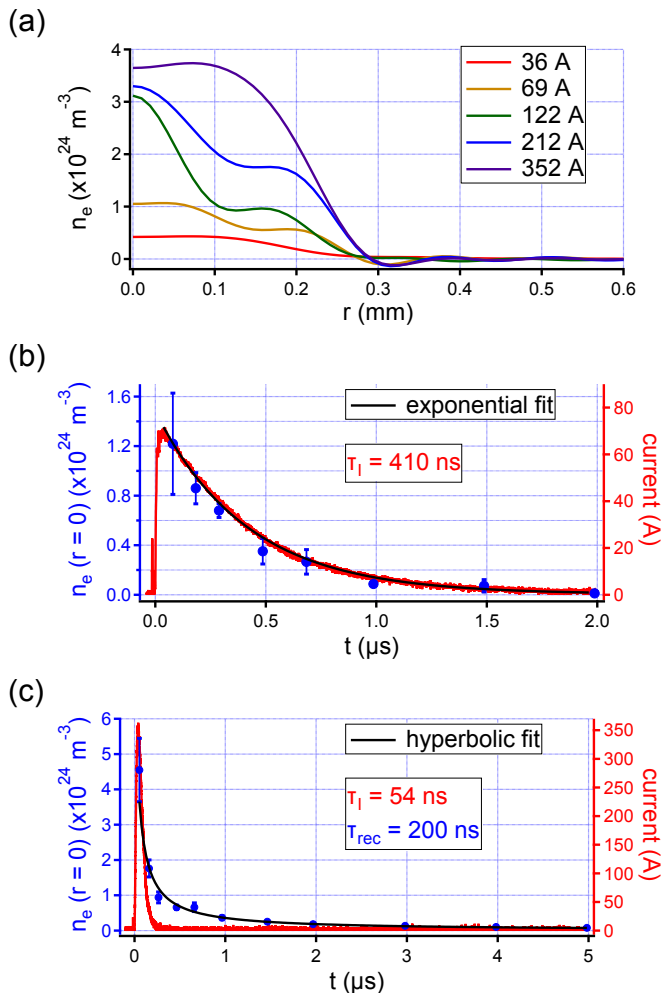 (a)
n_e (x10^24 m^-3)
4
3
2
1
0
36 A
69 A
122 A
212 A
352 A
0.0 0.1 0.2 0.3 0.4 0.5 0.6
r (mm)
(b)
n_e (r = 0) (x10^24 m^-3)
1.6
1.2
0.8
0.4
0.0
exponential fit
τ_I = 410 ns
80
60
40
20
0
current (A)
0.0 0.5 1.0 1.5 2.0
t (µs)
(c)
n_e (r = 0) (x10^24 m^-3)
6
5
4
3
2
1
0
hyperbolic fit
τ_I = 54 ns
τ_rec = 200 ns
350
300
250
200
150
100
50
0
current (A)
0 1 2 3 4 5
t (µs)